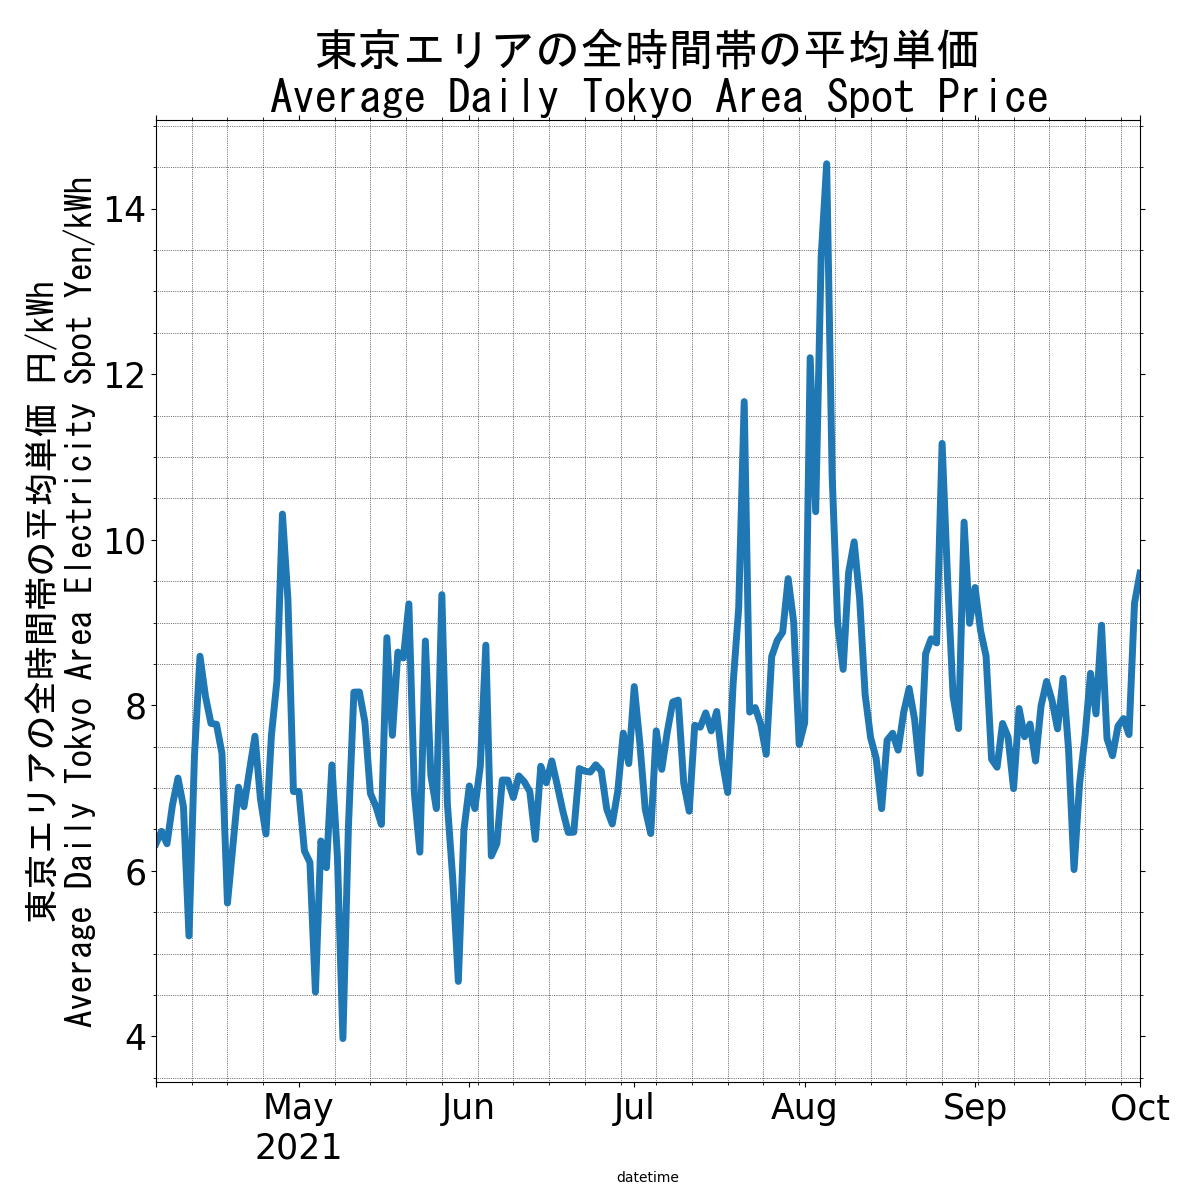 東京エリアの全時間帯の平均単価
Average Daily Tokyo Area Spot Price
東京エリアの全時間帯の平均単価 円/kWh
Average Daily Tokyo Area Electricity Spot Yen/kWh
14
12
10
8
6
4
May
2021
Jun
Jul
Aug
Sep
Oct
datetime